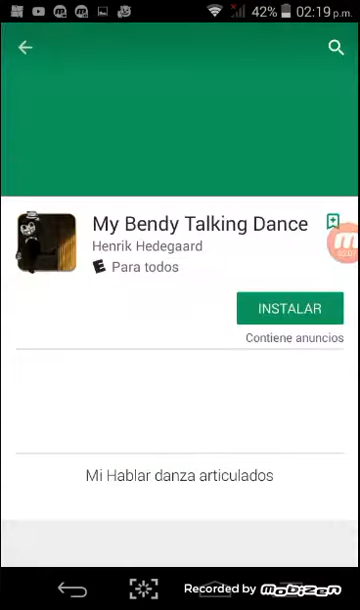 42% 02:19 p.m.
My Bendy Talking Dance
Henrik Hedegaard
E Para todos
INSTALAR
Contiene anuncios
Mi Hablar danza articulados
Recorded by MOBIZEN